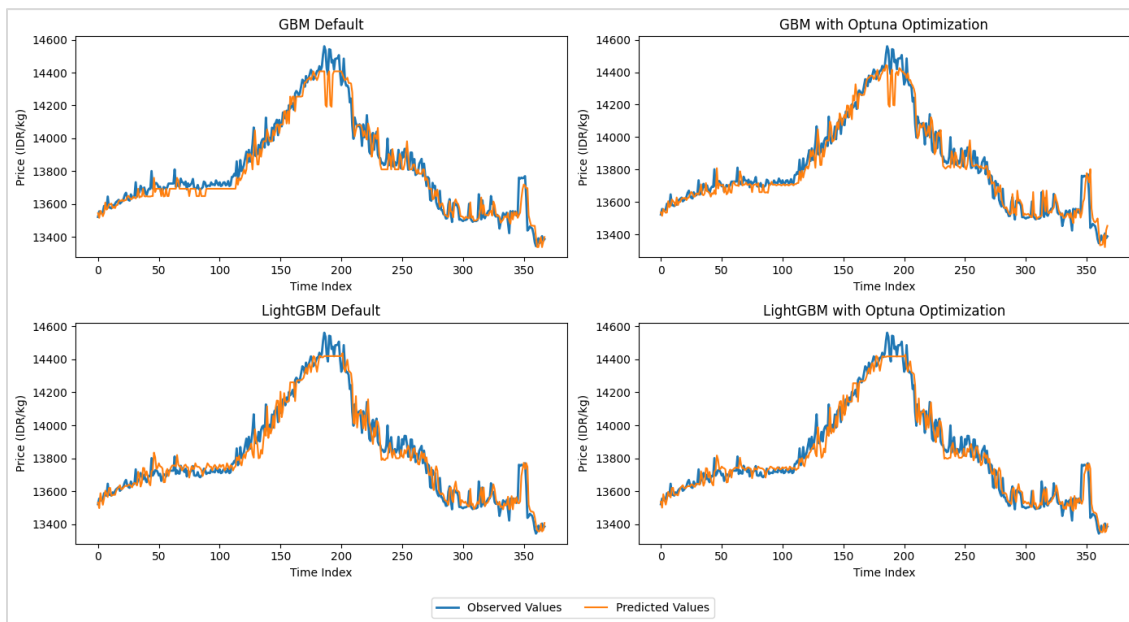 GBM Default
Price (IDR/kg)
14600
14400
14200
14000
13800
13600
13400
0 50 100 150 200 250 300 350
Time Index
GBM with Optuna Optimization
Price (IDR/kg)
14600
14400
14200
14000
13800
13600
13400
0 50 100 150 200 250 300 350
Time Index
LightGBM Default
Price (IDR/kg)
14600
14400
14200
14000
13800
13600
13400
0 50 100 150 200 250 300 350
Time Index
LightGBM with Optuna Optimization
Price (IDR/kg)
14600
14400
14200
14000
13800
13600
13400
0 50 100 150 200 250 300 350
Time Index
Observed Values Predicted Values